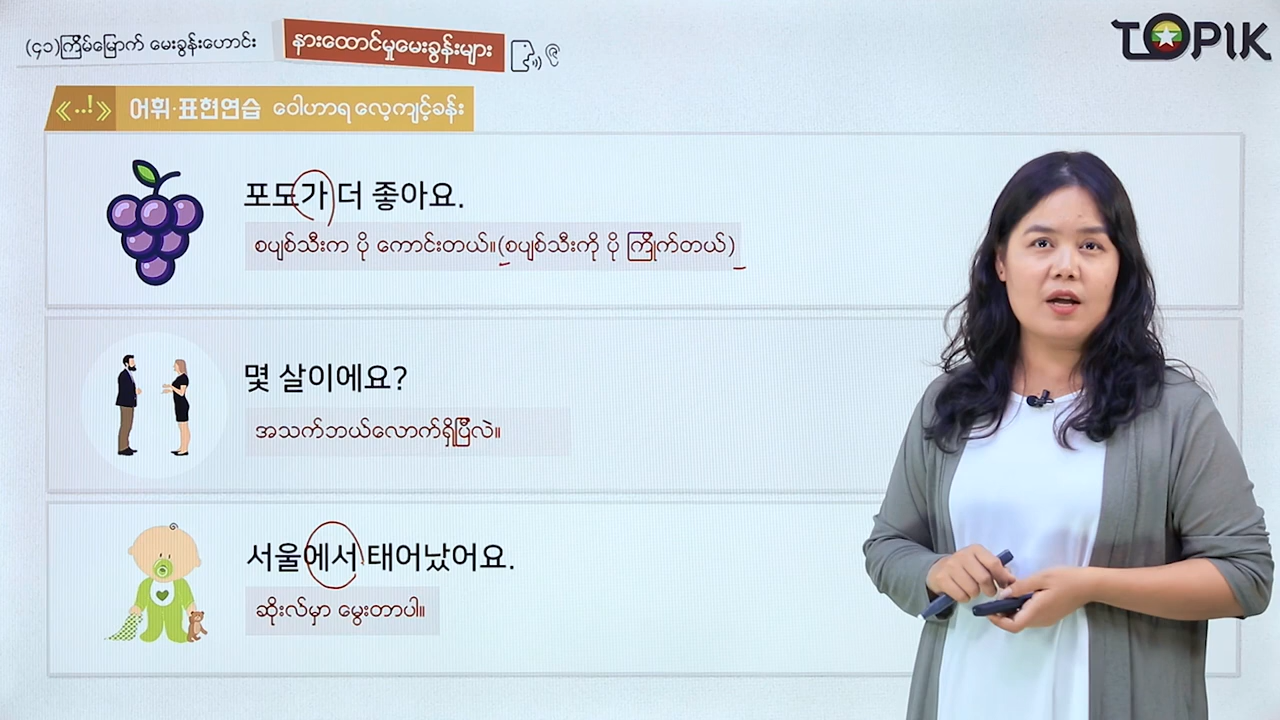 (၄၁)ကြိမ်မြောက် မေးခွန်းဟောင်း
နားထောင်မှုမေးခွန်းများ
၉
TOPIK
어휘·표현연습 ဝေါဟာရ လေ့ကျင့်ခန်း
포도가 더 좋아요.
စပျစ်သီးက ပို ကောင်းတယ်။(စပျစ်သီးကို ပို ကြိုက်တယ်)
몇 살이에요?
အသက်ဘယ်လောက်ရှိပြီလဲ။
서울에서 태어났어요.
ဆိုးလ်မှာ မွေးတာပါ။